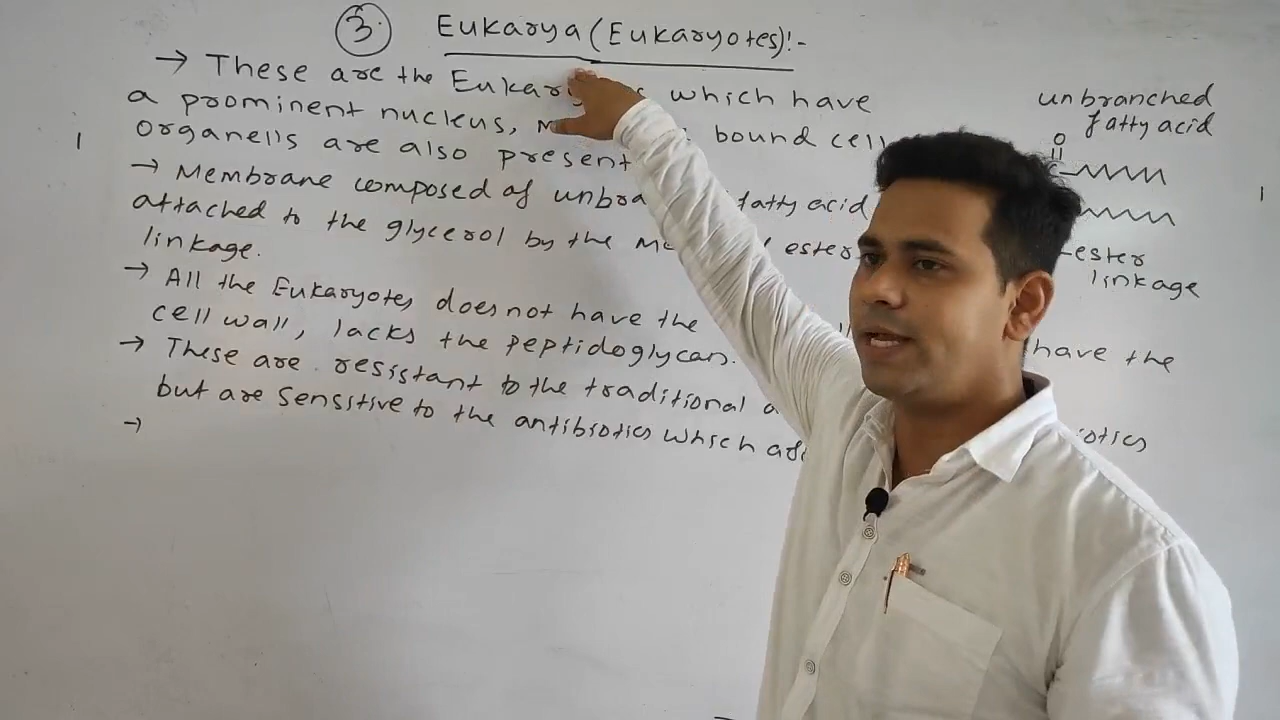 3. Eukarya (Eukaryotes)!-
→ These are the Eukary which have
a prominent nucleus, bound cell
organells are also present
→ Membrane composed of unbra fatty acid
attached to the glycerol by the ester
linkage.
→ All the Eukaryotes does not have the have the
cell wall, lacks the peptidoglycan.
→ These are resistant to the traditional biotics
but are sensitive to the antibiotics which
→
unbranched
fatty acid
O
C
ester
linkage